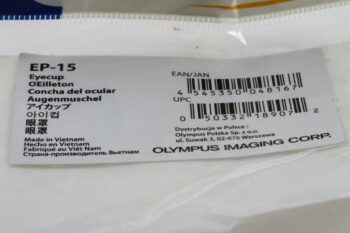 EP-15
Eyecup
OEilleton
Concha del ocular
Augenmuschel
アイカップ
아이컵
眼罩
眼罩
Made in Vietnam
Hecho en Vietnam
Fabriqué au Viêt Nam
Страна-производитель Вьетнам
EAN/JAN
4 545350 048167
UPC
0 50332 18907 2
Dystrybucja w Polsce :
Olympus Polska Sp. z o.o.
ul. Suwak 3, 02-676 Warszawa
OLYMPUS IMAGING CORP.